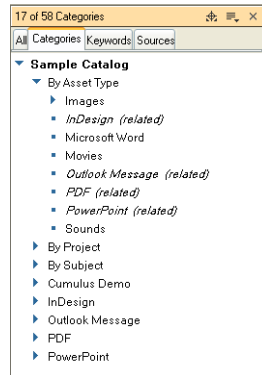 17 of 58 Categories
All Categories Keywords Sources
Sample Catalog
By Asset Type
Images
InDesign (related)
Microsoft Word
Movies
Outlook Message (related)
PDF (related)
PowerPoint (related)
Sounds
By Project
By Subject
Cumulus Demo
InDesign
Outlook Message
PDF
PowerPoint